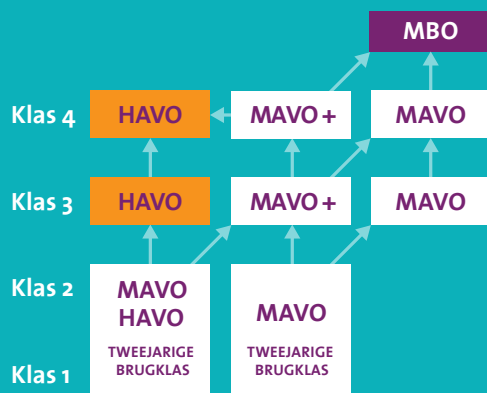 MBO
Klas 4 HAVO MAVO+ MAVO
Klas 3 HAVO MAVO+ MAVO
Klas 2
MAVO
HAVO
TWEEJARIGE
BRUGKLAS
MAVO
TWEEJARIGE
BRUGKLAS
Klas 1